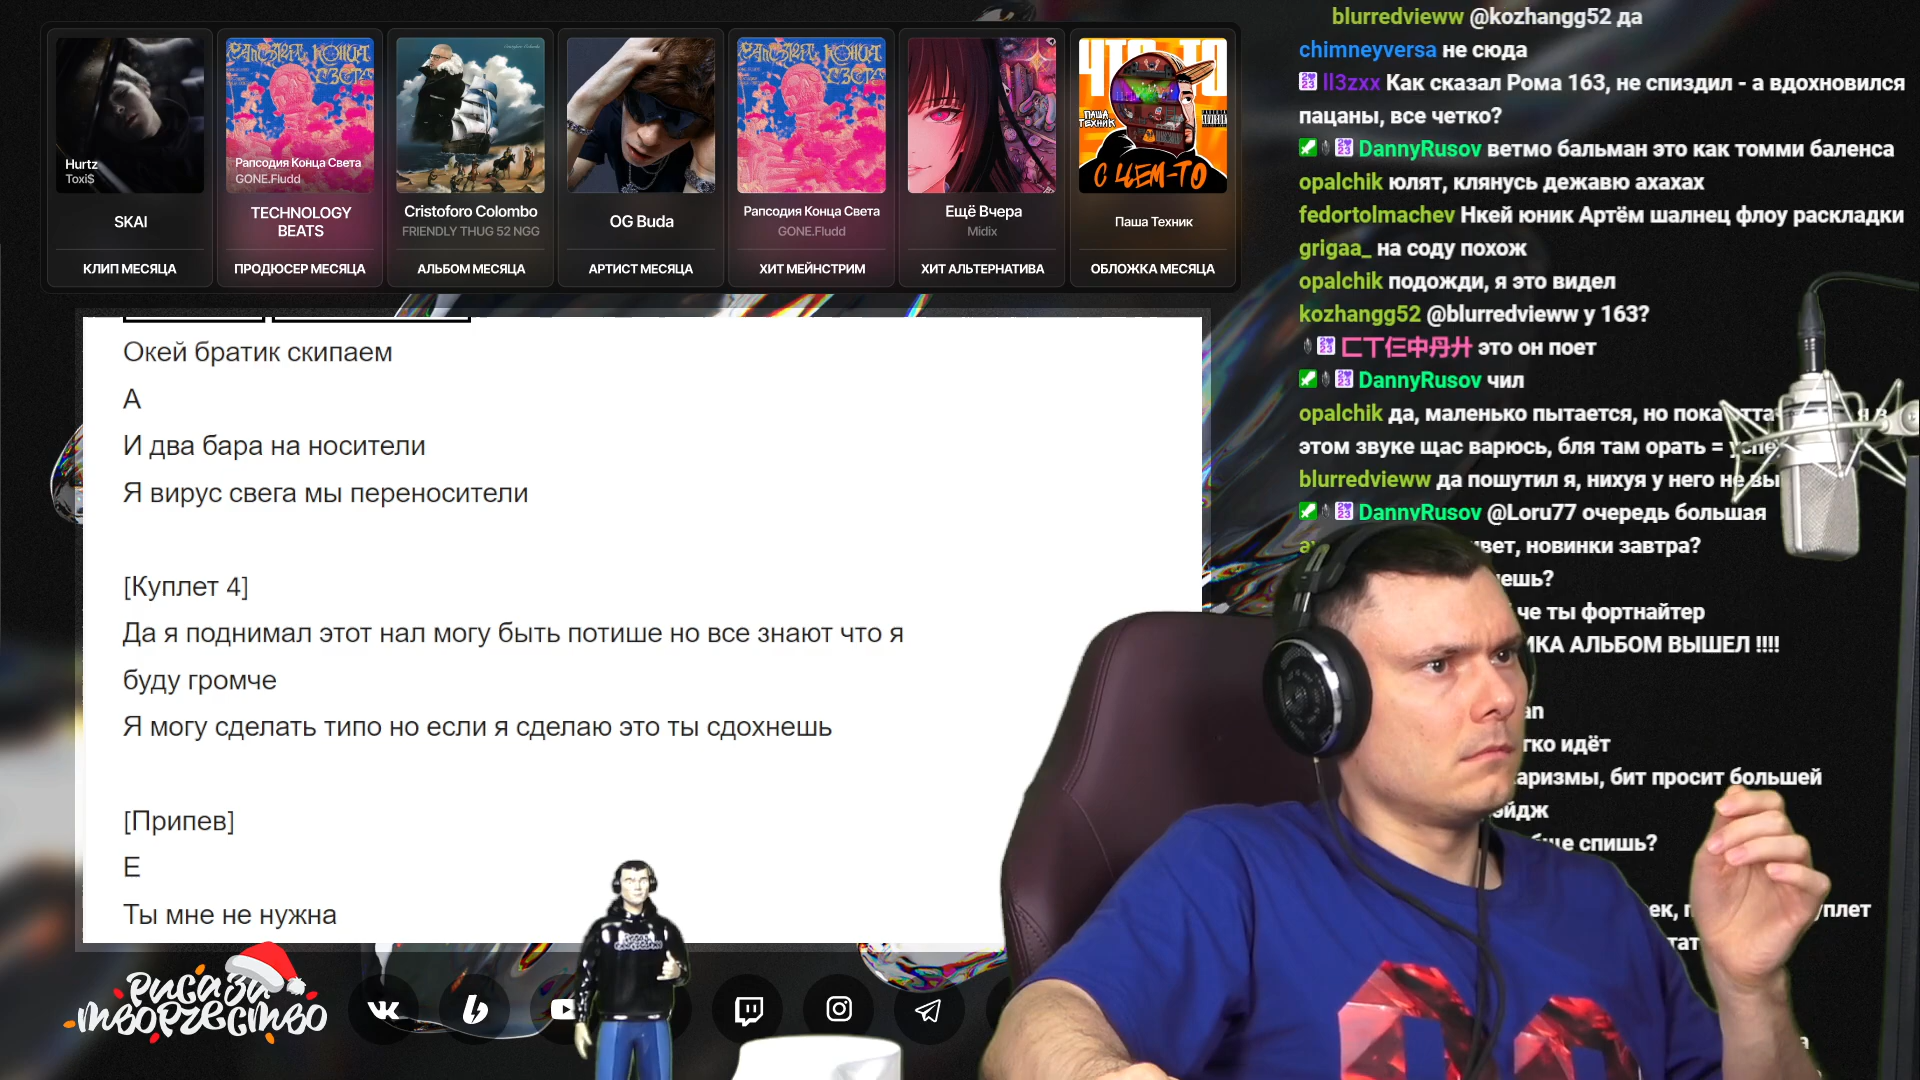 Hurtz
Toxi$
SKAI
КЛИП МЕСЯЦА
Рапсодия Конца Света
GONE.Fludd
TECHNOLOGY
BEATS
ПРОДЮСЕР МЕСЯЦА
Cristoforo Colombo
FRIENDLY THUG 52 NGG
АЛЬБОМ МЕСЯЦА
OG Buda
АРТИСТ МЕСЯЦА
Рапсодия Конца Света
GONE.Fludd
ХИТ МЕЙНСТРИМ
Ещё Вчера
Midix
ХИТ АЛЬТЕРНАТИВА
ЧТО-ТО
ПАША
ТЕХНИК
С ЧЕМ-ТО
Паша Техник
ОБЛОЖКА МЕСЯЦА
Окей братик скипаем
А
И два бара на носители
Я вирус свега мы переносители
[Куплет 4]
Да я поднимал этот нал могу быть потише но все знают что я
буду громче
Я могу сделать типо но если я сделаю это ты сдохнешь
[Припев]
Е
Ты мне не нужна
РИСА ЗА
ТВОРЧЕСТВО
blurredvieww @kozhangg52 да
chimneyversa не сюда
ll3zxx Как сказал Рома 163, не спиздил - а вдохновился
пацаны, все четко?
DannyRusov ветмо бальман это как томми баленса
opalchik юлят, клянусь дежавю ахахах
fedortolmachev Нкей юник Артём шалнец флоу раскладки
grigaa_ на соду похож
opalchik подожди, я это видел
kozhangg52 @blurredvieww у 163?
это он поет
DannyRusov чил
opalchik да, маленько пытается, но пока
этом звуке щас варюсь, бля там орать =
blurredvieww да пошутил я, нихуя у него не
DannyRusov @Loru77 очередь большая
новинки завтра?
че ты фортнайтер
АЛЬБОМ ВЫШЕЛ !!!!
идёт
бит просит большей
спишь?